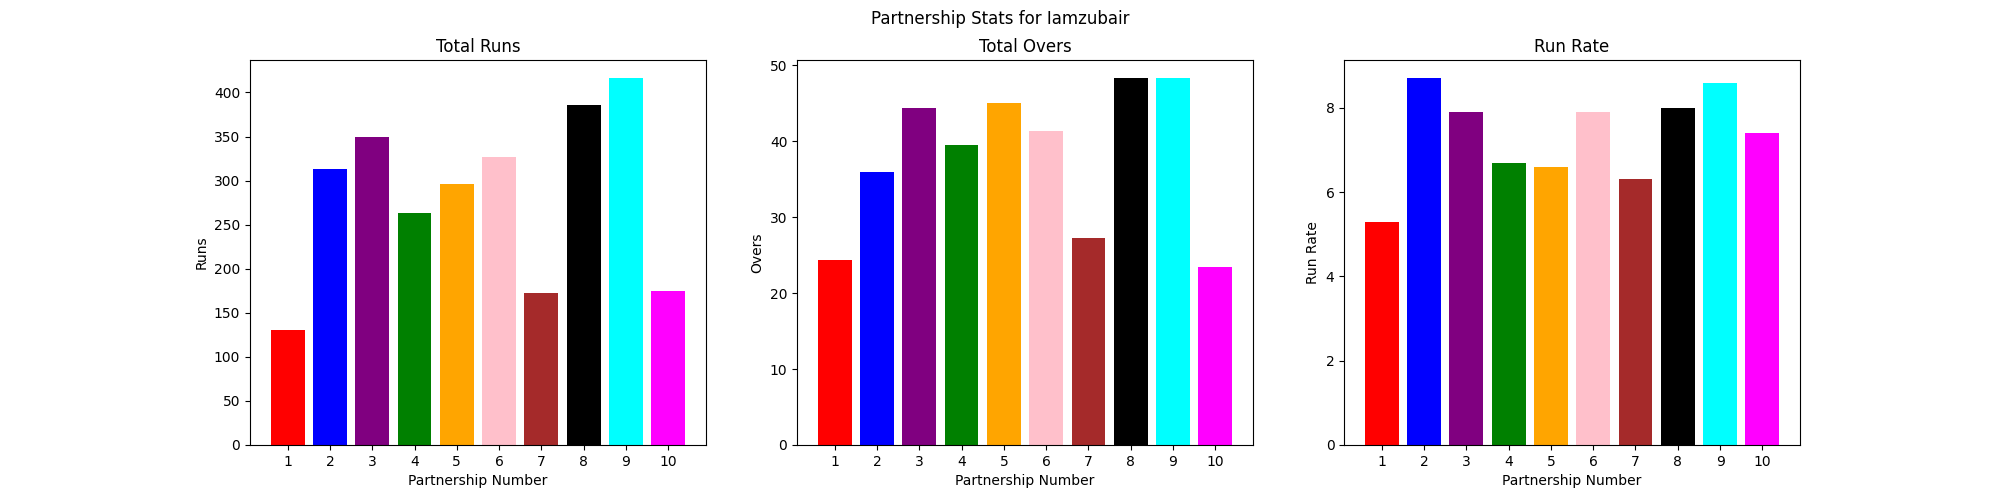 Partnership Stats for Iamzubair
Total Runs
Runs
400
350
300
250
200
150
100
50
0
1 2 3 4 5 6 7 8 9 10
Partnership Number
Total Overs
Overs
50
40
30
20
10
0
1 2 3 4 5 6 7 8 9 10
Partnership Number
Run Rate
Run Rate
8
6
4
2
0
1 2 3 4 5 6 7 8 9 10
Partnership Number